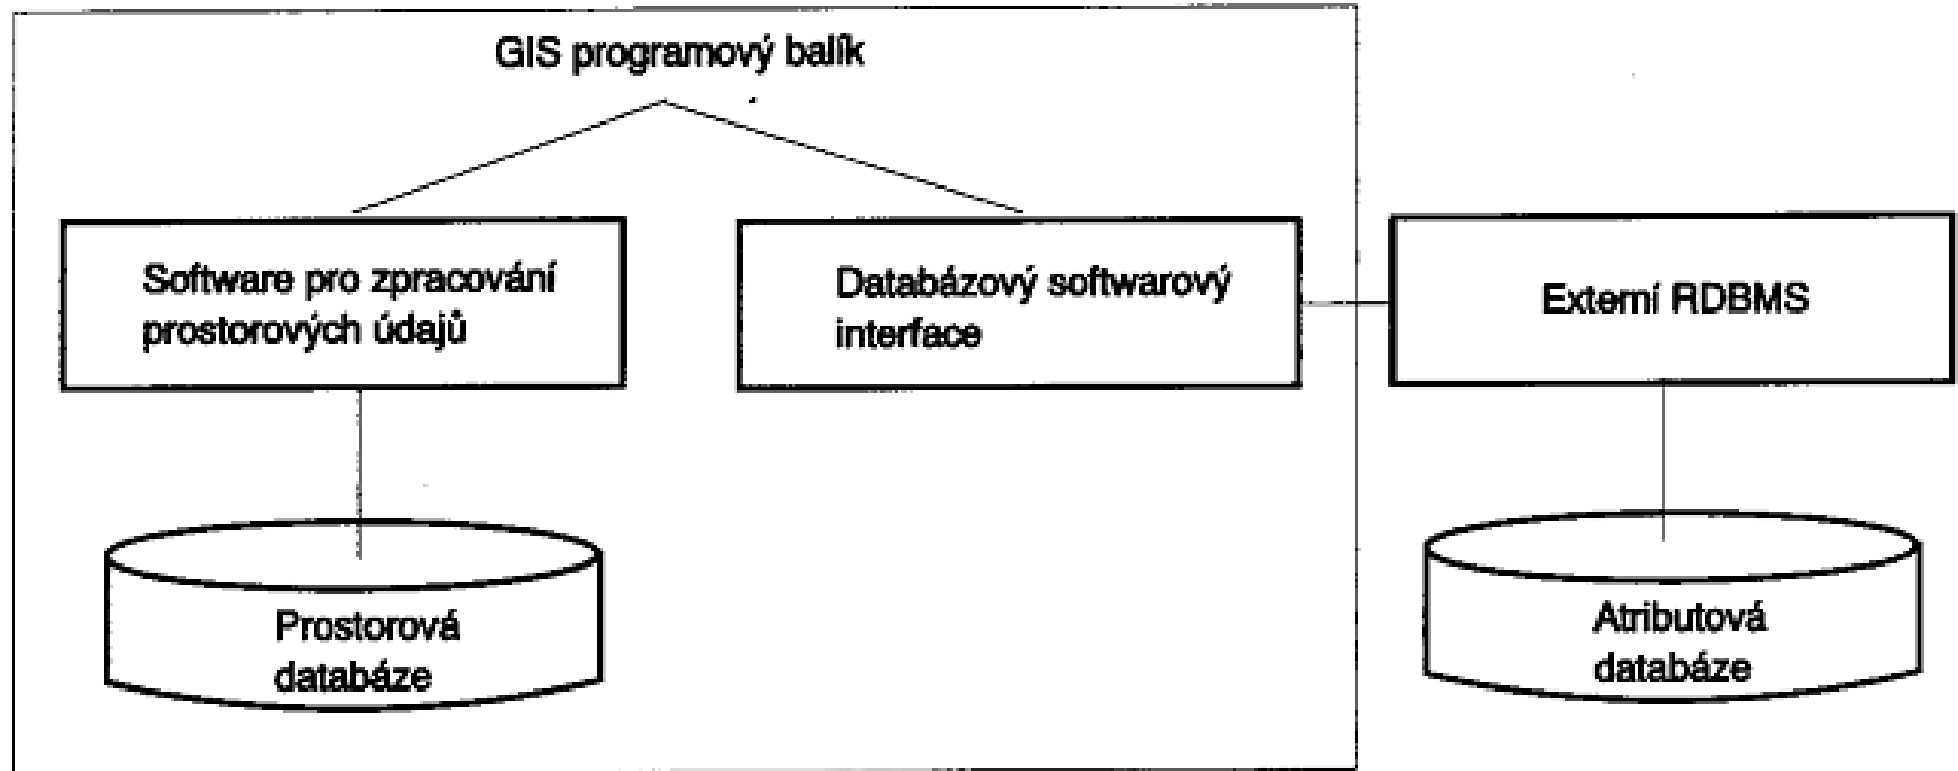 GIS programový balík
Software pro zpracování
prostorových údajů
Databázový softwarový
interface
Externí RDBMS
Prostorová
databáze
Atributová
databáze